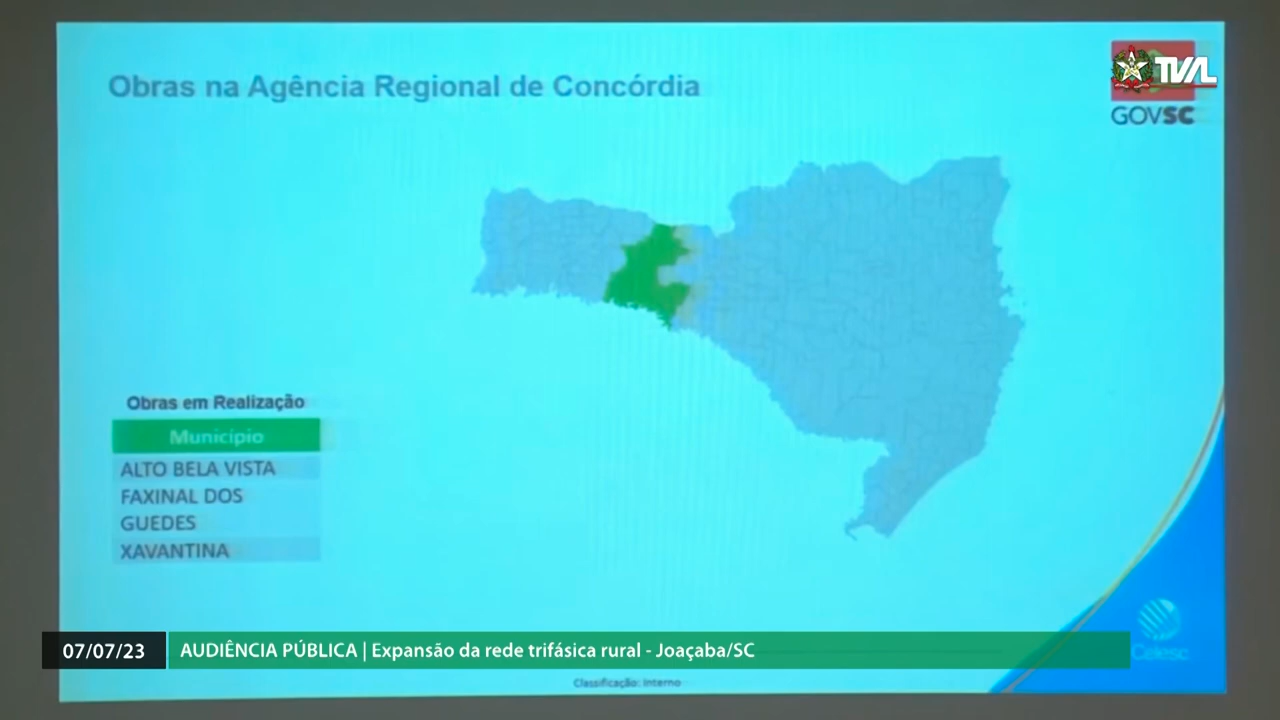 Obras na Agência Regional de Concórdia
TVAL
GOVSC
Obras em Realização
Município
ALTO BELA VISTA
FAXINAL DOS
GUEDES
XAVANTINA
07/07/23
AUDIÊNCIA PÚBLICA | Expansão da rede trifásica rural - Joaçaba/SC
Celesc
Classificação: Interno